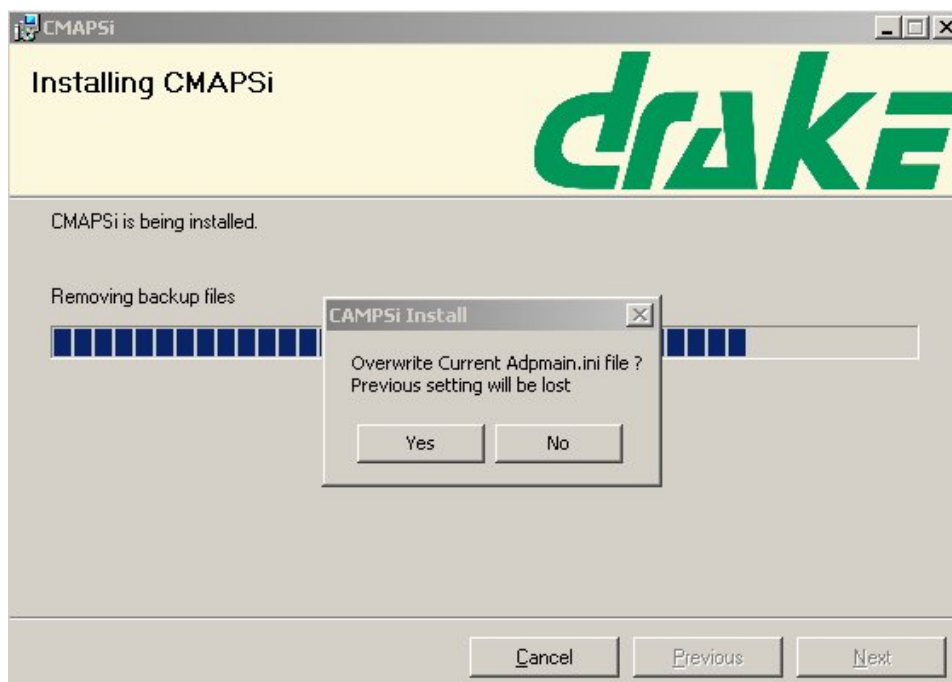 CMAPSi
Installing CMAPSi
drake
CMAPSi is being installed.
Removing backup files
CAMPSi Install
Overwrite Current Adpmain.ini file ?
Previous setting will be lost
Yes
No
Cancel
Previous
Next